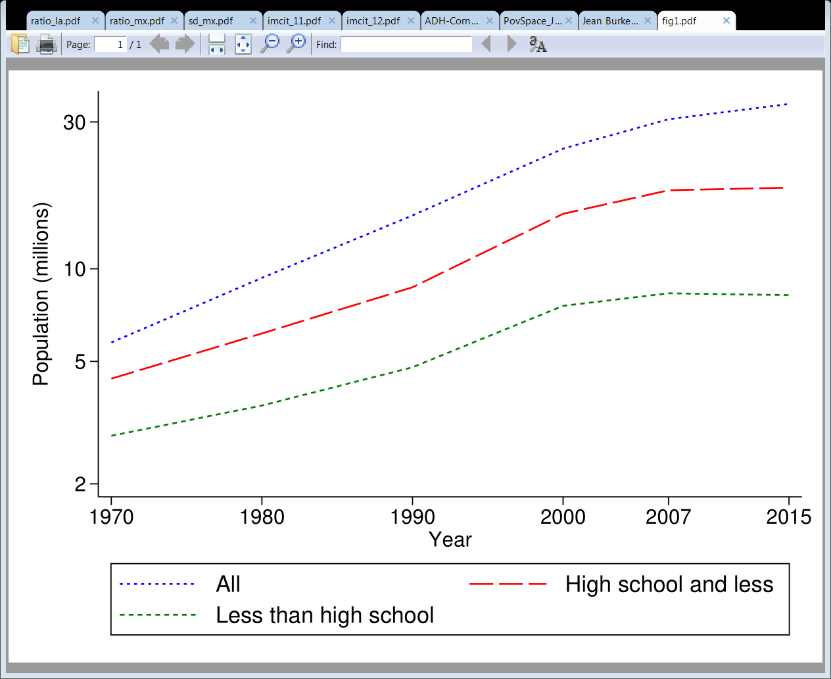 ratio_la.pdf ratio_mx.pdf sd_mx.pdf imcit_11.pdf imcit_12.pdf ADH-Corn... PovSpace_J... Jean Burke... fig1.pdf
Page: 1 / 1 Find:
30
10
5
2
Population (millions)
1970 1980 1990 2000 2007 2015
Year
All High school and less
Less than high school